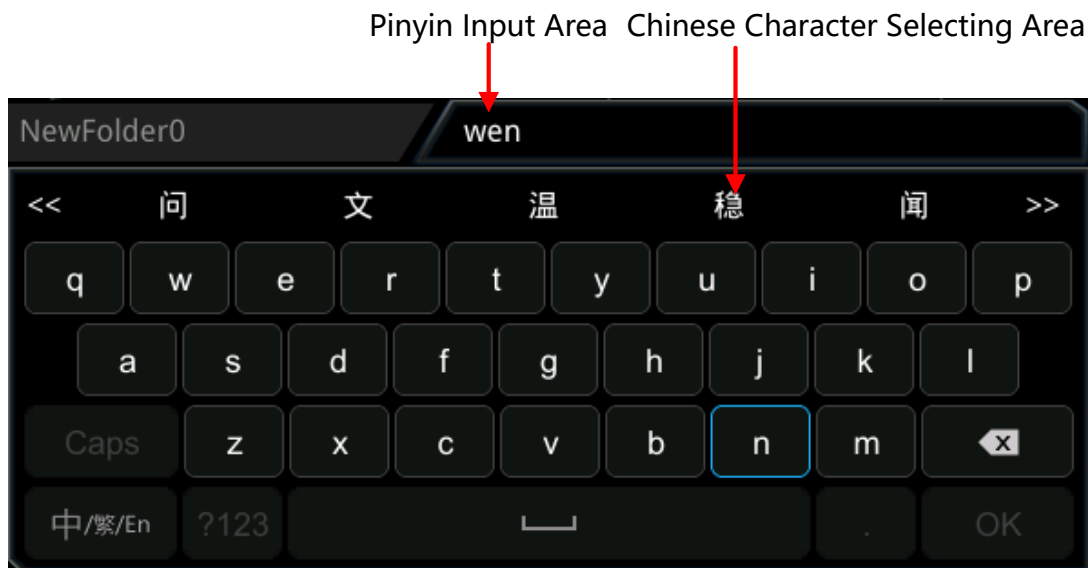 Pinyin Input Area Chinese Character Selecting Area
NewFolder0 wen
<< 问 文 温 稳 闻 >>
q w e r t y u i o p
a s d f g h j k l
Caps z x c v b n m x
中/繁/En ?123 . OK